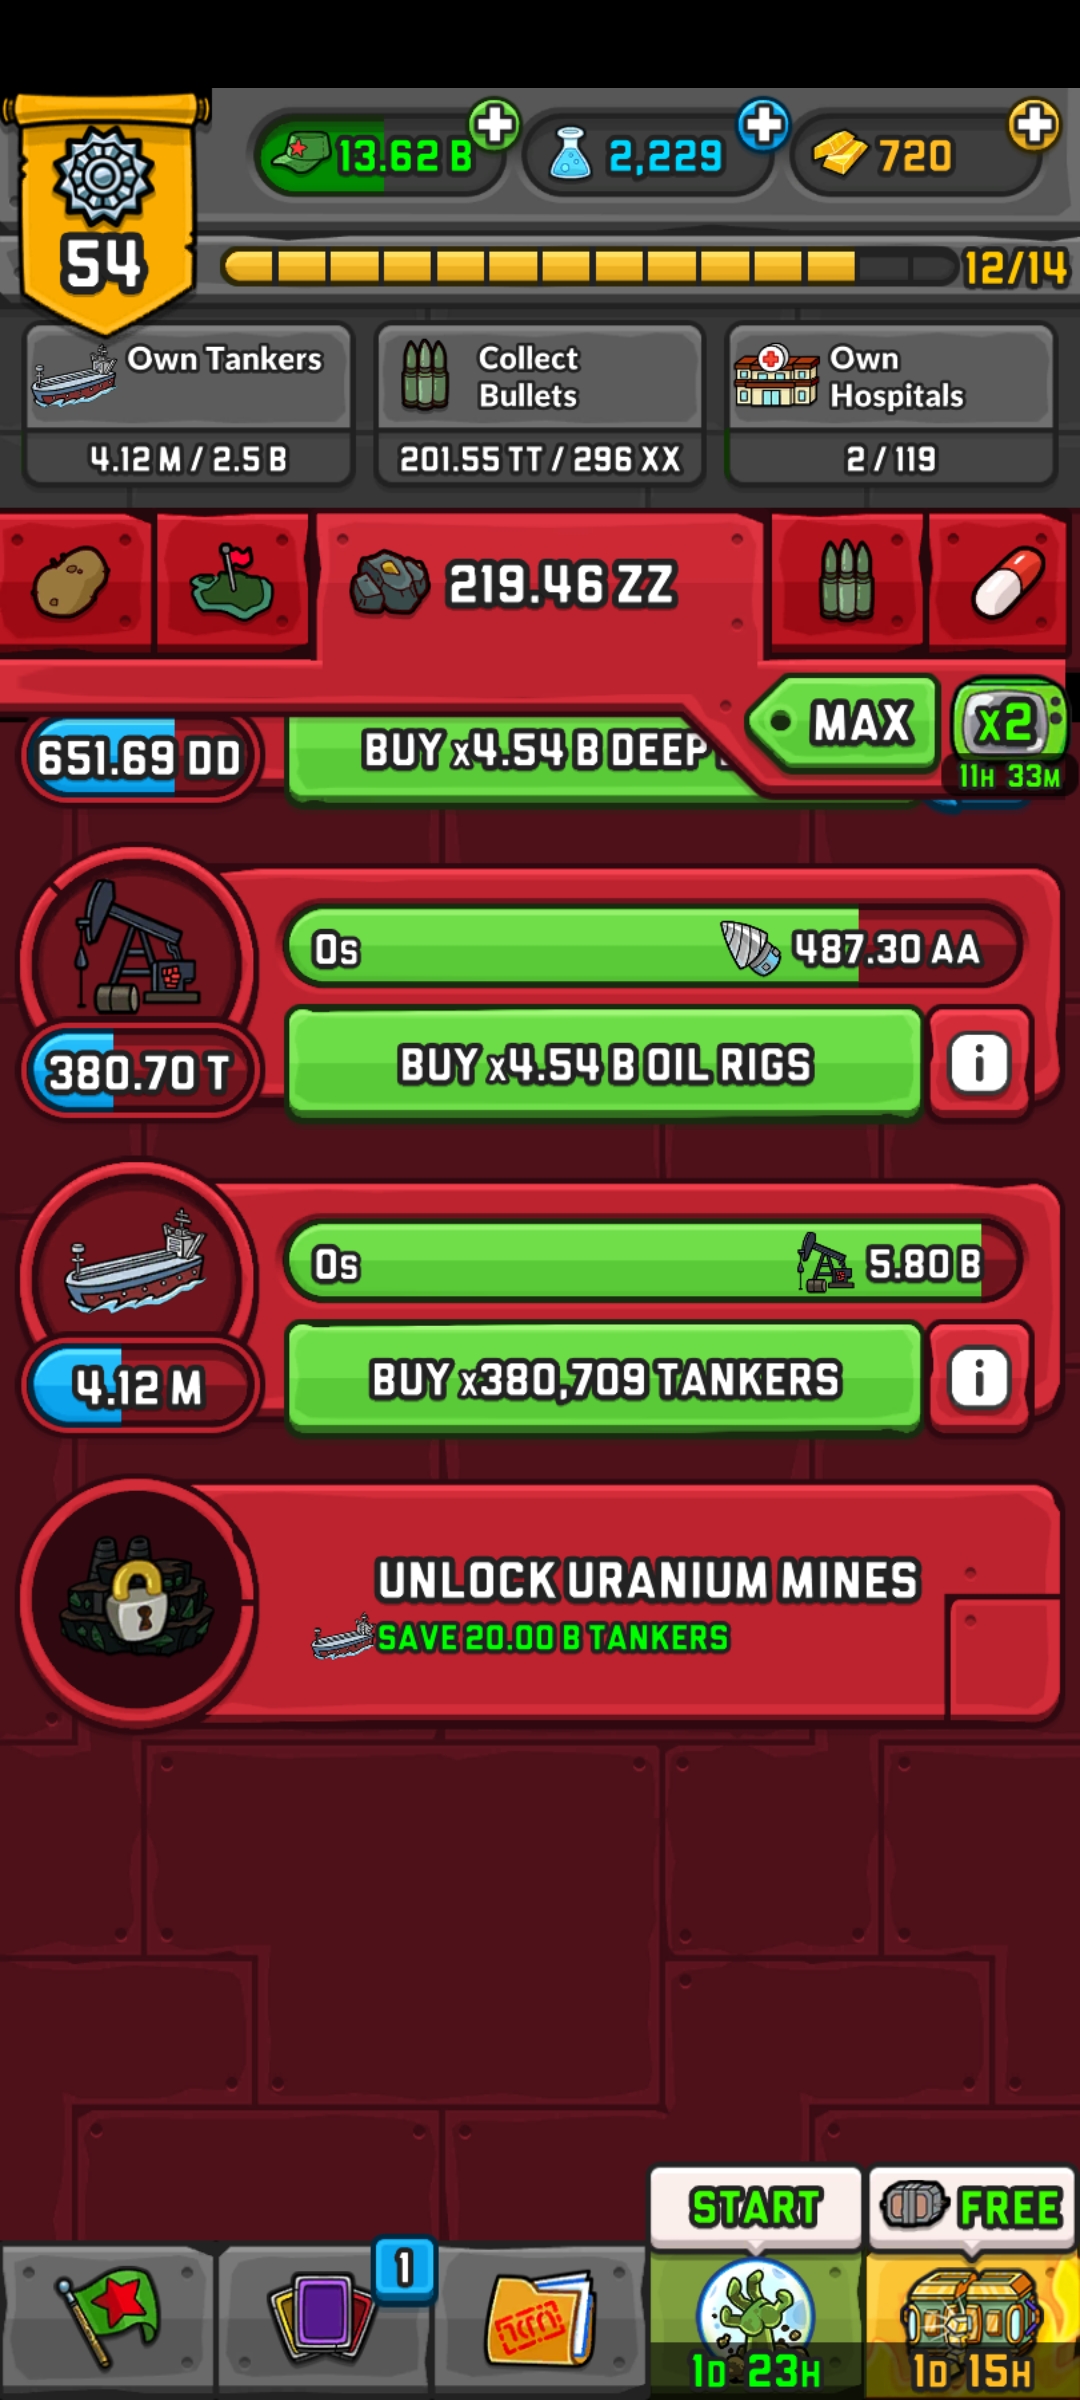 13.62 B
2,229
720
54
12/14
Own Tankers
4.12 M / 2.5 B
Collect
Bullets
201.55 TT / 296 XX
Own
Hospitals
2 / 119
219.46 ZZ
MAX
x2
11H 33M
651.69 DD
BUY x4.54 B DEEP
0s
487.30 AA
380.70 T
BUY x4.54 B OIL RIGS
i
0s
5.80 B
4.12 M
BUY x380,709 TANKERS
i
UNLOCK URANIUM MINES
SAVE 20.00 B TANKERS
START
FREE
1
1D 23H
1D 15H